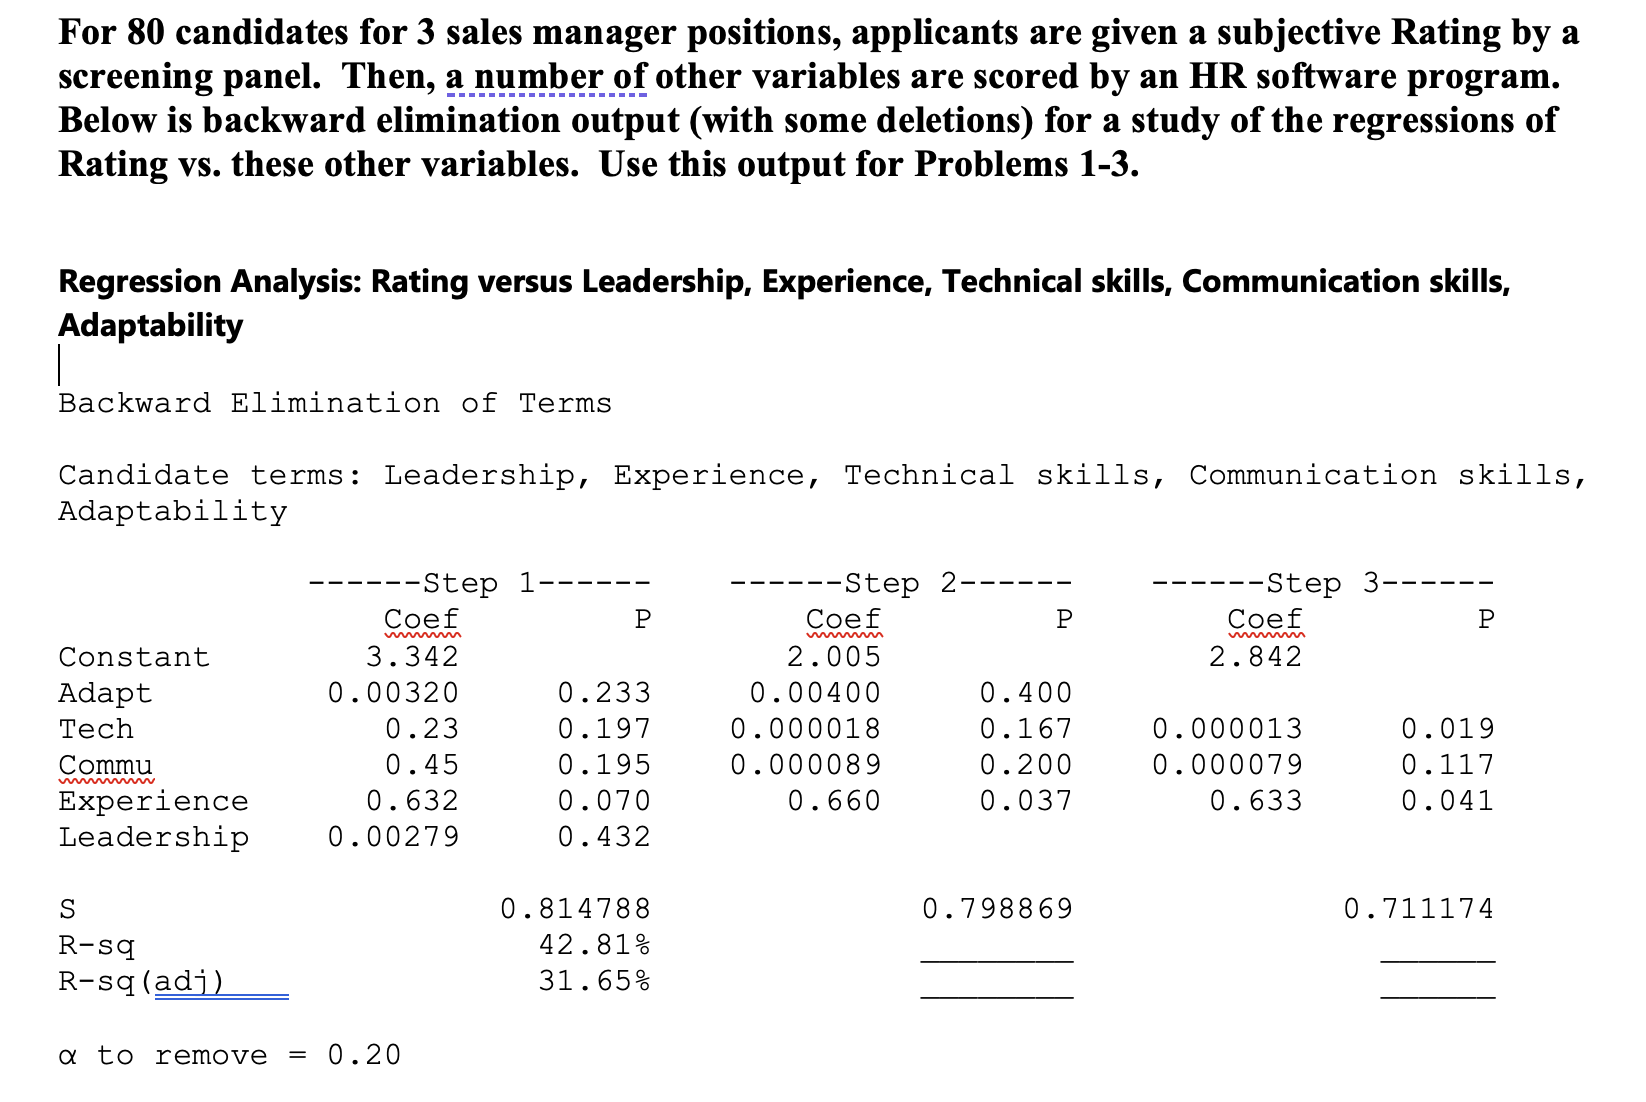 For 80 candidates for 3 sales manager positions, applicants are given a subjective Rating by a
screening panel.  Then, a number of other variables are scored by an HR software program.
Below is backward elimination output (with some deletions) for a study of the regressions of
Rating vs. these other variables.  Use this output for Problems 1-3.
Regression Analysis: Rating versus Leadership, Experience, Technical skills, Communication skills,
Adaptability
Backward Elimination of Terms
Candidate terms: Leadership, Experience, Technical skills, Communication skills,
Adaptability
------Step 1------    ------Step 2------    ------Step 3------
Coef         P        Coef         P        Coef         P
Constant        3.342                 2.005                 2.842
Adapt         0.00320     0.233     0.00400     0.400
Tech             0.23     0.197    0.000018     0.167    0.000013     0.019
Commu            0.45     0.195    0.000089     0.200    0.000079     0.117
Experience      0.632     0.070       0.660     0.037       0.633     0.041
Leadership    0.00279     0.432
S                      0.814788              0.798869              0.711174
R-sq                     42.81%              ________                ______
R-sq(adj)                31.65%              ________                ______
α to remove = 0.20